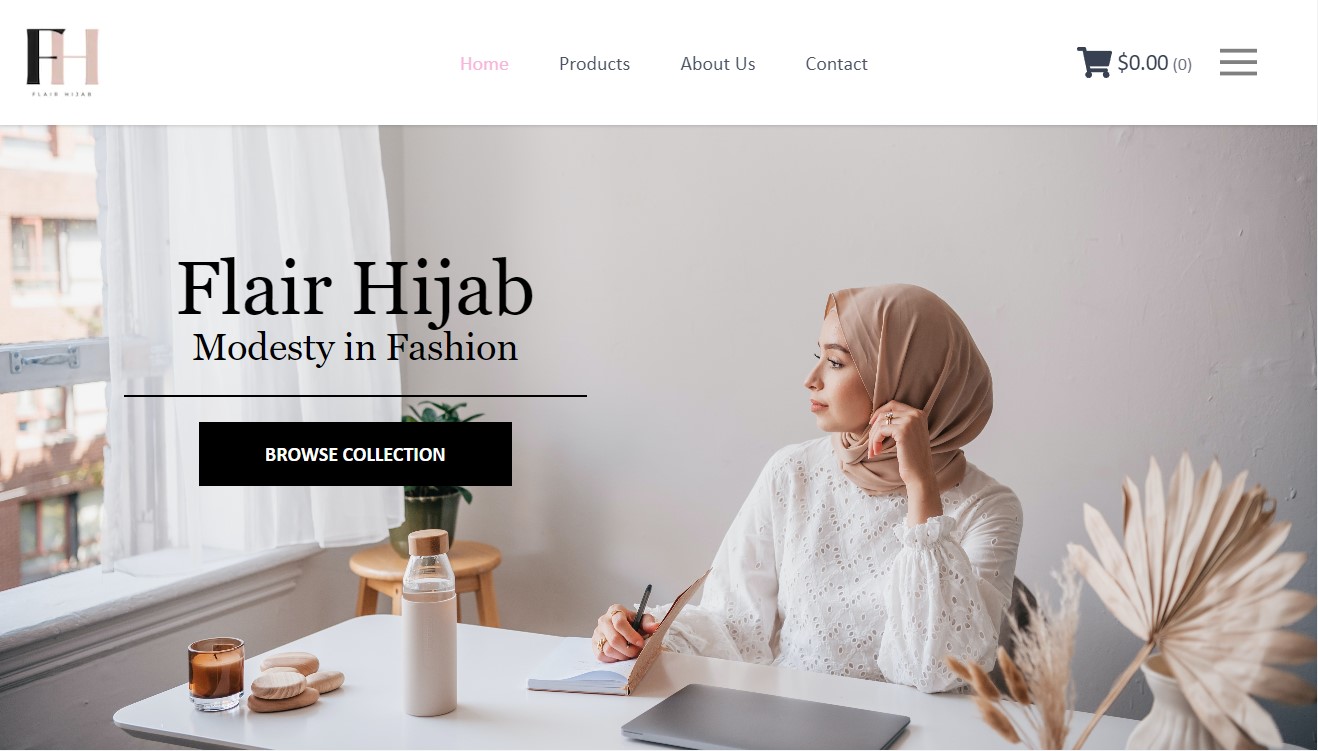 FH
FLAIR HIJAB
Home Products About Us Contact
$0.00 (0)
Flair Hijab
Modesty in Fashion
BROWSE COLLECTION